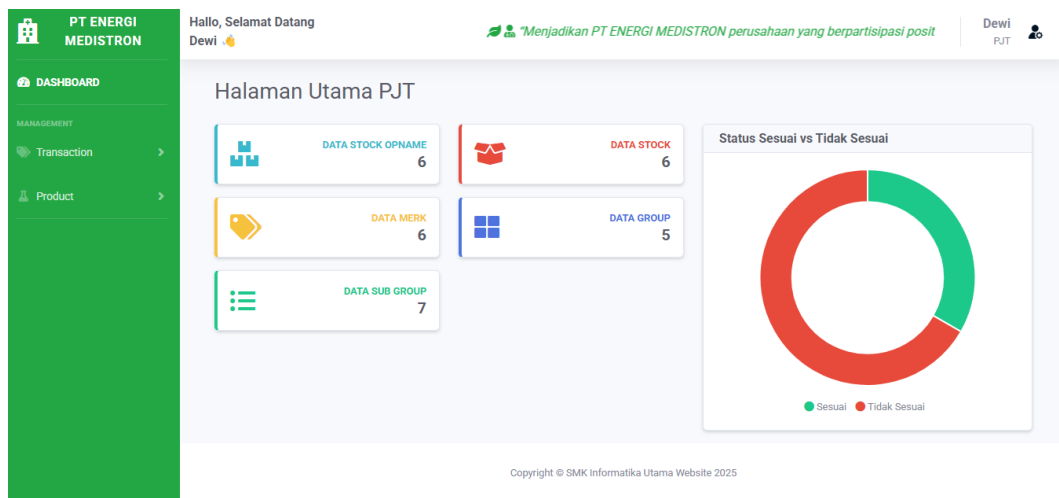 PT ENERGI
MEDISTRON
DASHBOARD
MANAGEMENT
Transaction
Product
Hallo, Selamat Datang
Dewi 👋
"Menjadikan PT ENERGI MEDISTRON perusahaan yang berpartisipasi posit
Dewi
PJT
Halaman Utama PJT
DATA STOCK OPNAME
6
DATA STOCK
6
DATA MERK
6
DATA GROUP
5
DATA SUB GROUP
7
Status Sesuai vs Tidak Sesuai
Sesuai Tidak Sesuai
Copyright © SMK Informatika Utama Website 2025